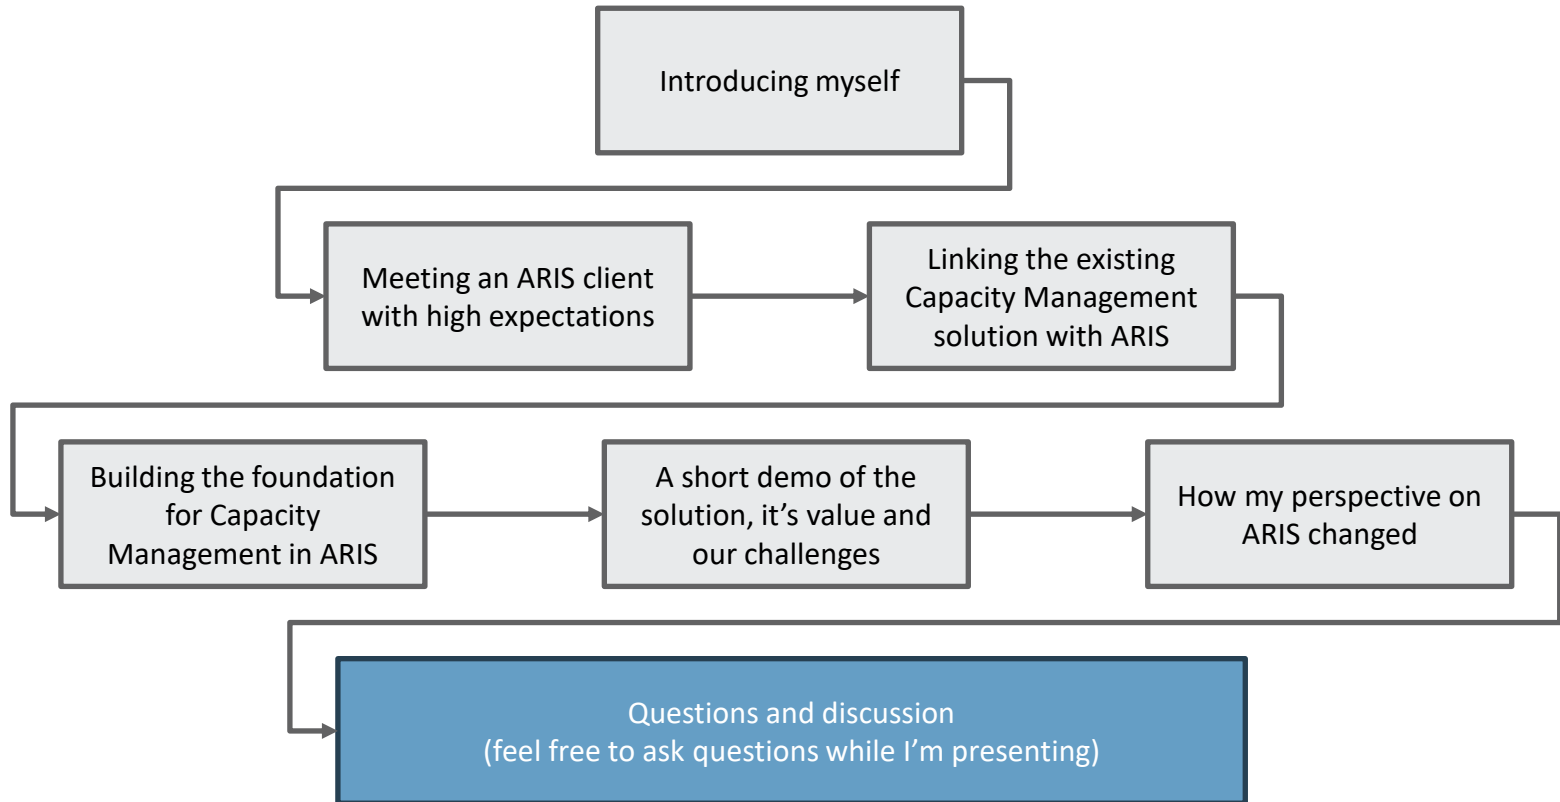 Introducing myself
Meeting an ARIS client
with high expectations
Linking the existing
Capacity Management
solution with ARIS
Building the foundation
for Capacity
Management in ARIS
A short demo of the
solution, it’s value and
our challenges
How my perspective on
ARIS changed
Questions and discussion
(feel free to ask questions while I’m presenting)